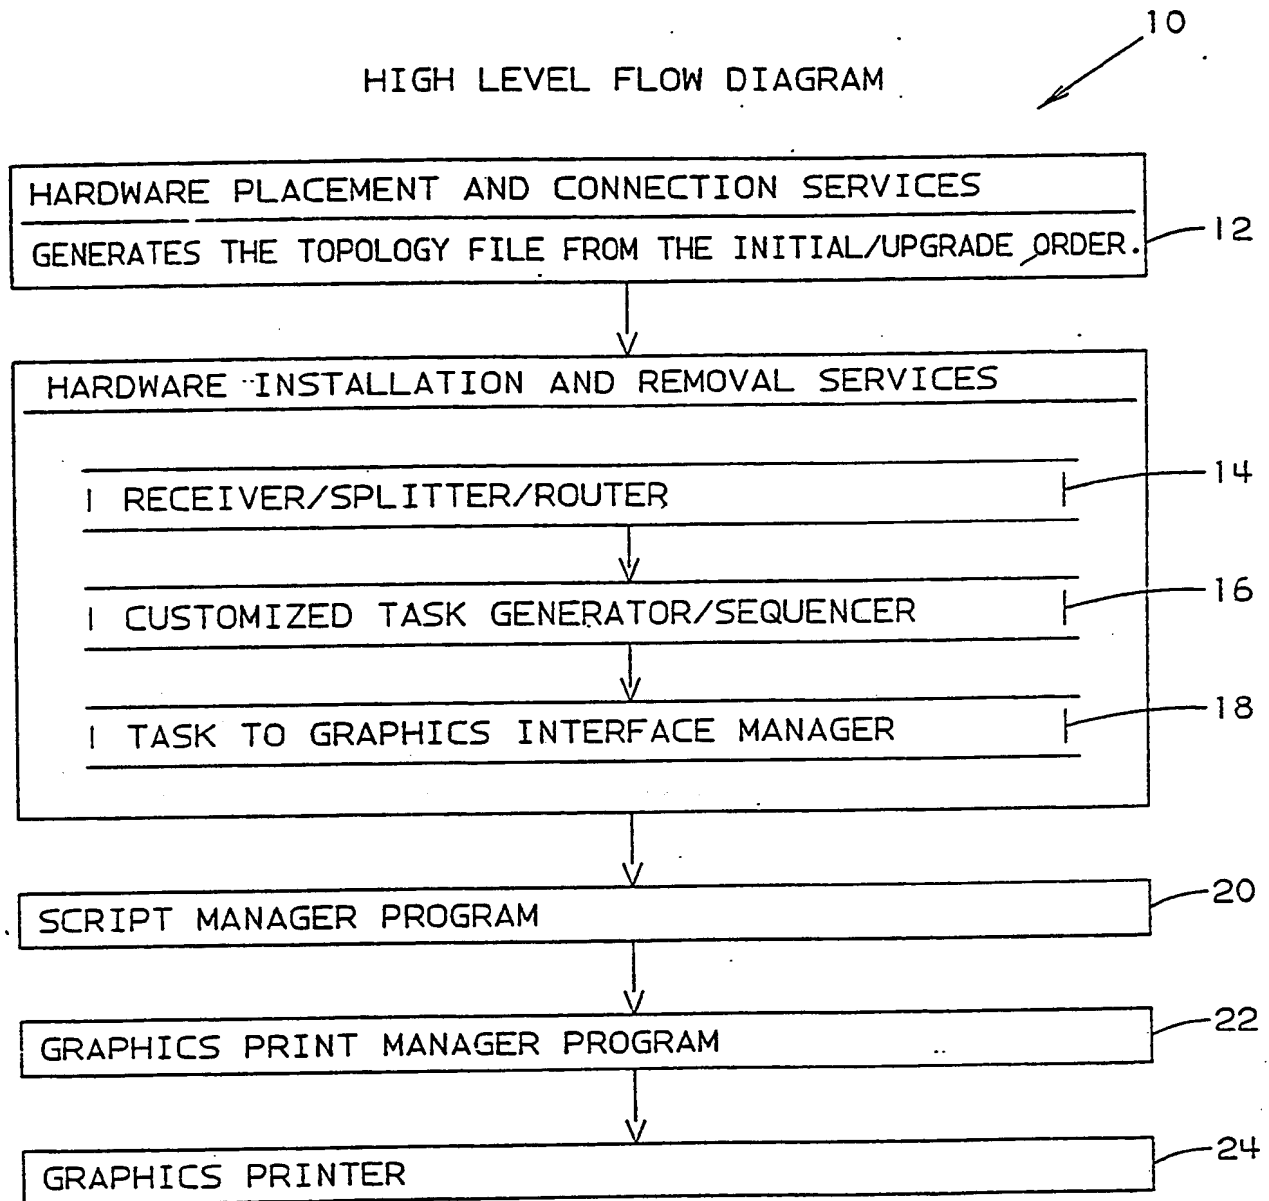 10
HIGH LEVEL FLOW DIAGRAM
HARDWARE PLACEMENT AND CONNECTION SERVICES
GENERATES THE TOPOLOGY FILE FROM THE INITIAL/UPGRADE ORDER.
12
HARDWARE INSTALLATION AND REMOVAL SERVICES
RECEIVER/SPLITTER/ROUTER
14
CUSTOMIZED TASK GENERATOR/SEQUENCER
16
TASK TO GRAPHICS INTERFACE MANAGER
18
SCRIPT MANAGER PROGRAM
20
GRAPHICS PRINT MANAGER PROGRAM
22
GRAPHICS PRINTER
24